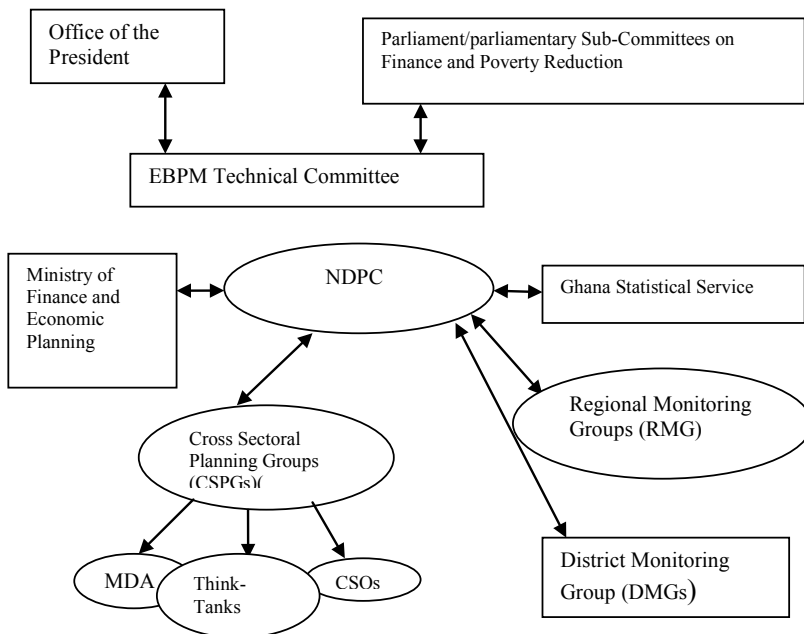 Office of the
President
Parliament/parliamentary Sub-Committees on
Finance and Poverty Reduction
EBPM Technical Committee
Ministry of
Finance and
Economic
Planning
NDPC
Ghana Statistical Service
Regional Monitoring
Groups (RMG)
Cross Sectoral
Planning Groups
(CSPGs)(
District Monitoring
Group (DMGs)
MDA
Think-
Tanks
CSOs